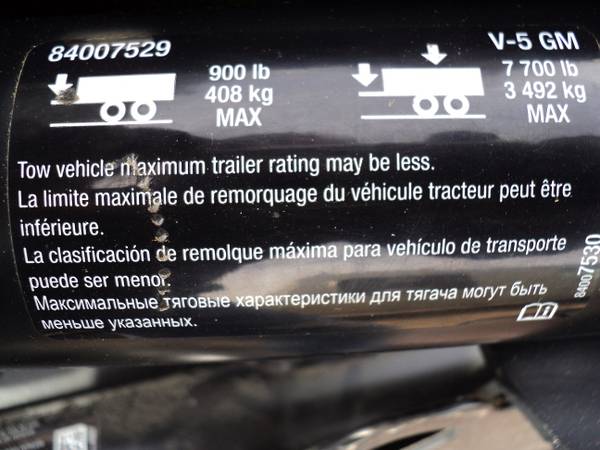 84007529
V-5 GM
900 lb
408 kg
MAX
7 700 lb
3 492 kg
MAX
Tow vehicle maximum trailer rating may be less.
La limite maximale de remorquage du véhicule tracteur peut être
inférieure.
La clasificación de remolque máxima para vehículo de transporte
puede ser menor.
Максимальные тяговые характеристики для тягача могут быть
меньше указанных.
84007530